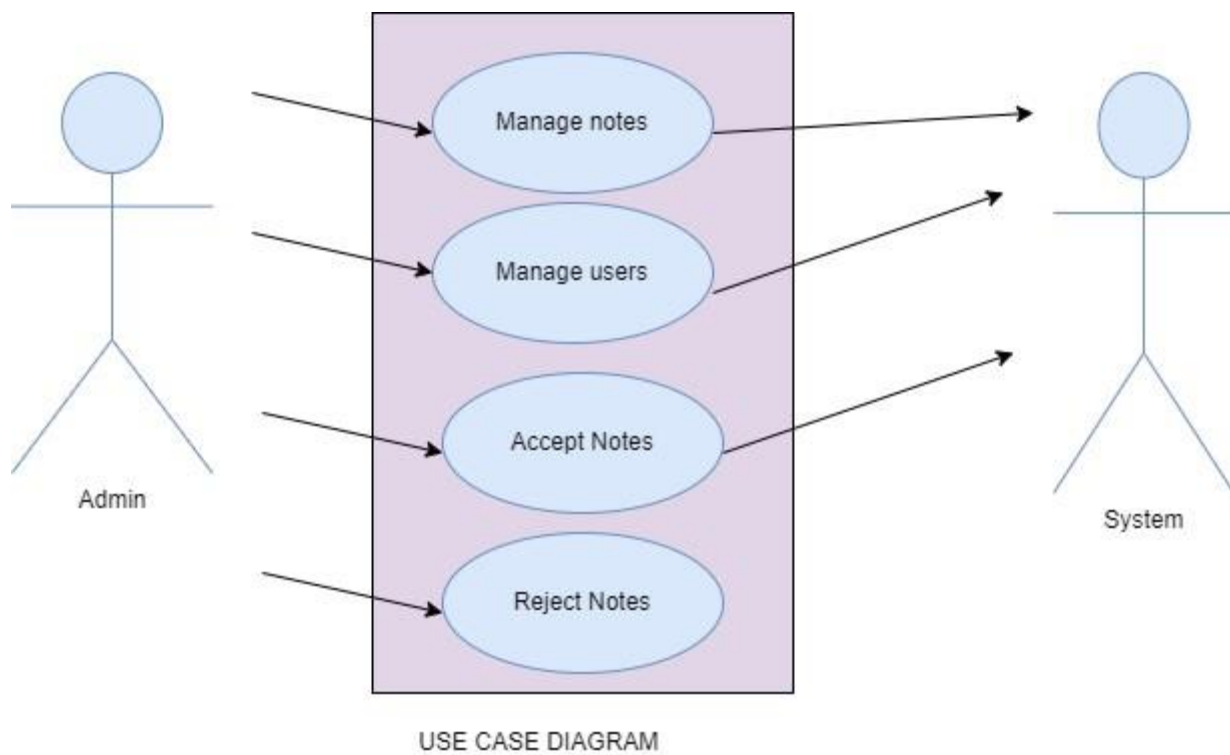 Manage notes
Manage users
Accept Notes
Reject Notes
Admin
System
USE CASE DIAGRAM